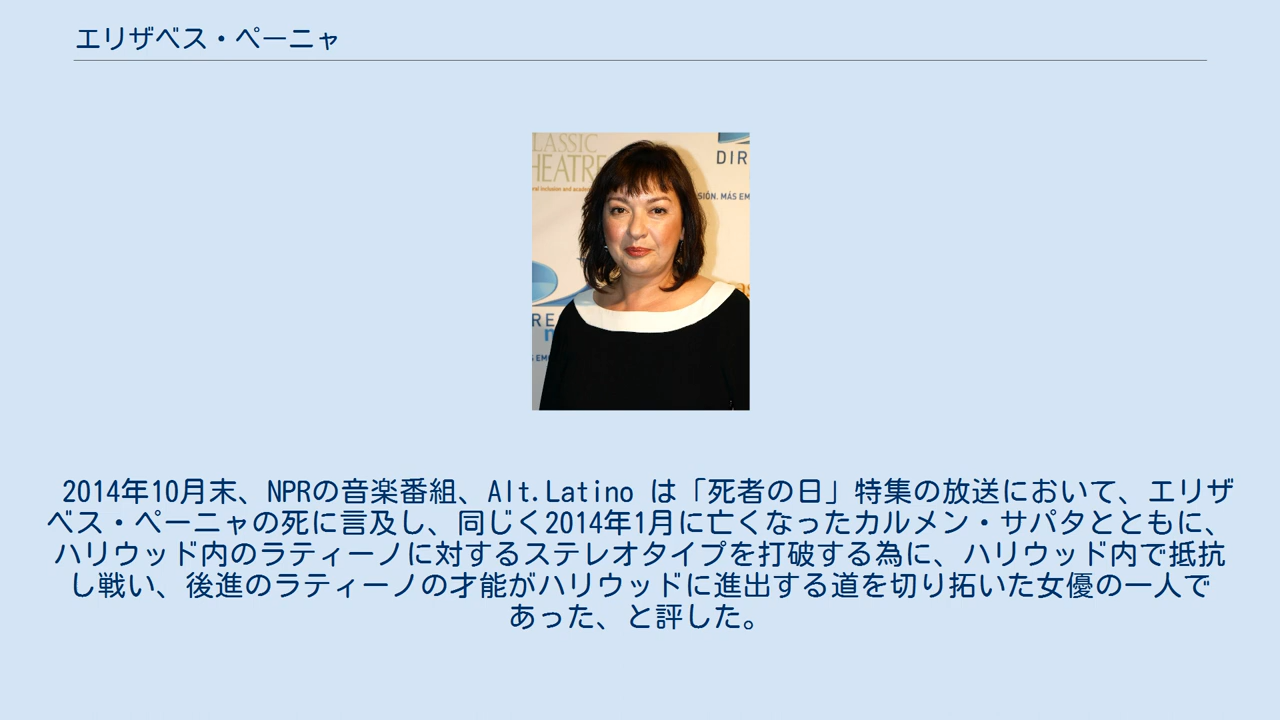 エリザベス・ペーニャ
LASSIC
HEATRE
DIR
SIÓN. MÁS EM
RE
2014年10月末、NPRの音楽番組、Alt.Latino は「死者の日」特集の放送において、エリザ
ベス・ペーニャの死に言及し、同じく2014年1月に亡くなったカルメン・サパタとともに、
ハリウッド内のラティーノに対するステレオタイプを打破する為に、ハリウッド内で抵抗
し戦い、後進のラティーノの才能がハリウッドに進出する道を切り拓いた女優の一人で
あった、と評した。